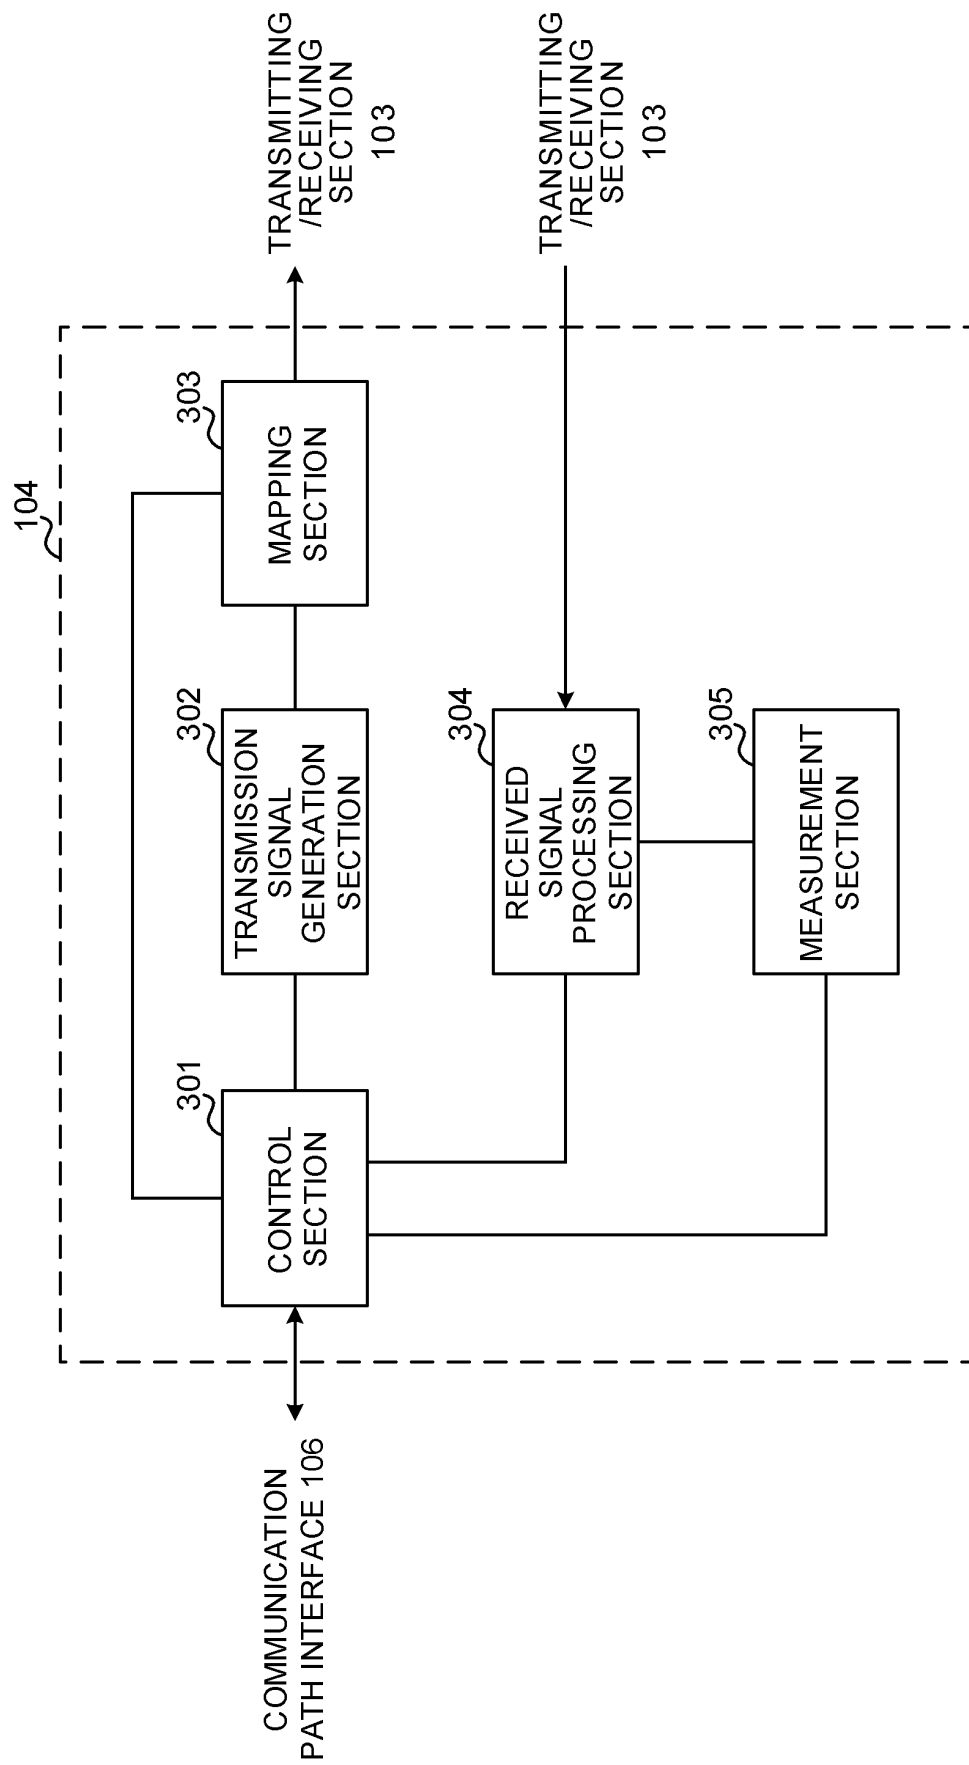 104
COMMUNICATION
PATH INTERFACE 106
301
CONTROL
SECTION
302
TRANSMISSION
SIGNAL
GENERATION
SECTION
303
MAPPING
SECTION
TRANSMITTING
/RECEIVING
SECTION
103
304
RECEIVED
SIGNAL
PROCESSING
SECTION
TRANSMITTING
/RECEIVING
SECTION
103
305
MEASUREMENT
SECTION